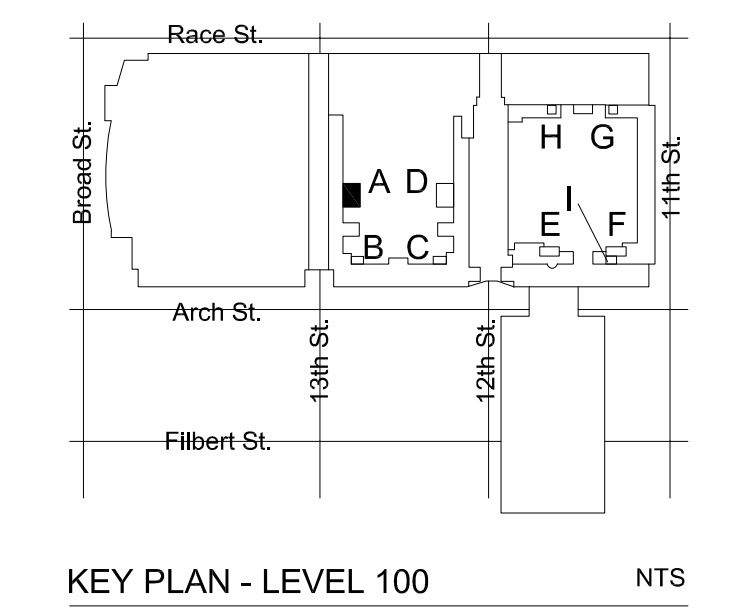 Race St.
Broad St.
11th St.
H G
A D
I
E F
B C
Arch St.
13th St.
12th St.
Filbert St.
KEY PLAN - LEVEL 100
NTS